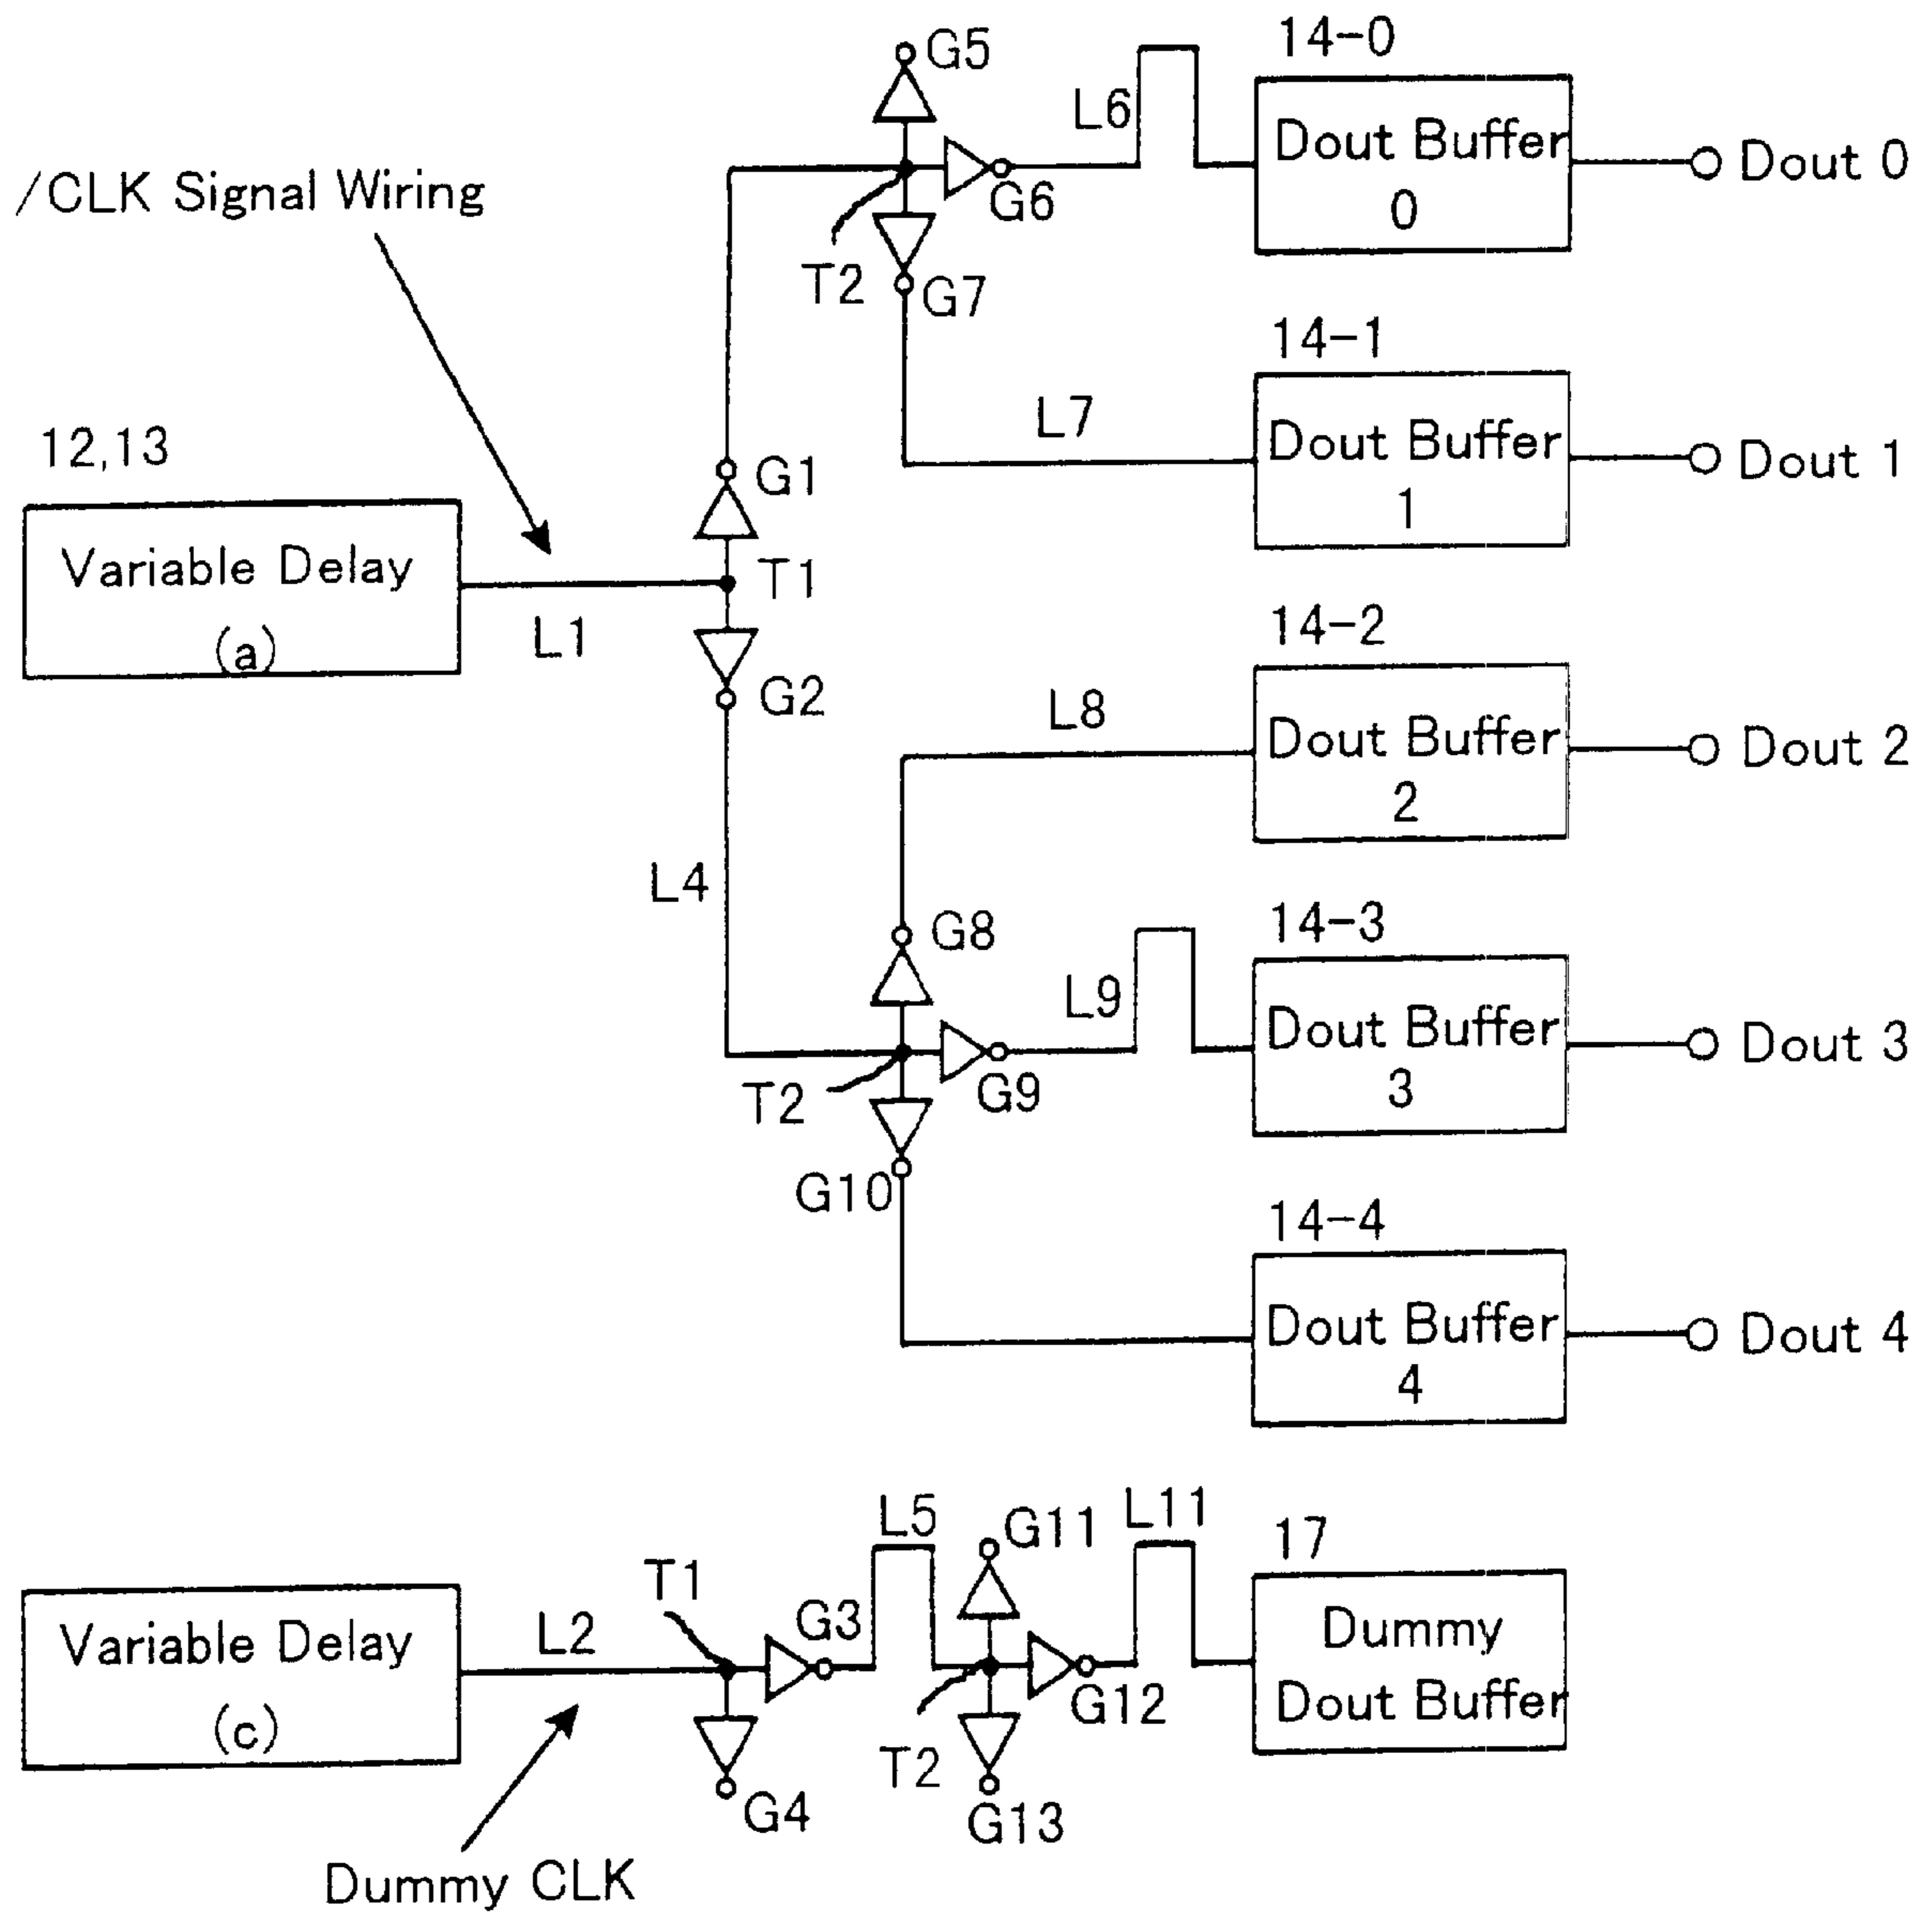 14-0
G5
L6
Dout Buffer
0
Dout 0
/CLK Signal Wiring
G6
T2
G7
14-1
L7
Dout Buffer
1
Dout 1
12,13
G1
Variable Delay
(a)
T1
L1
G2
14-2
L8
Dout Buffer
2
Dout 2
L4
G8
14-3
L9
Dout Buffer
3
Dout 3
T2
G9
G10
14-4
Dout Buffer
4
Dout 4
L5
G11
L11
17
T1
G3
Variable Delay
(c)
L2
Dummy
Dout Buffer
G12
T2
G4
G13
Dummy CLK